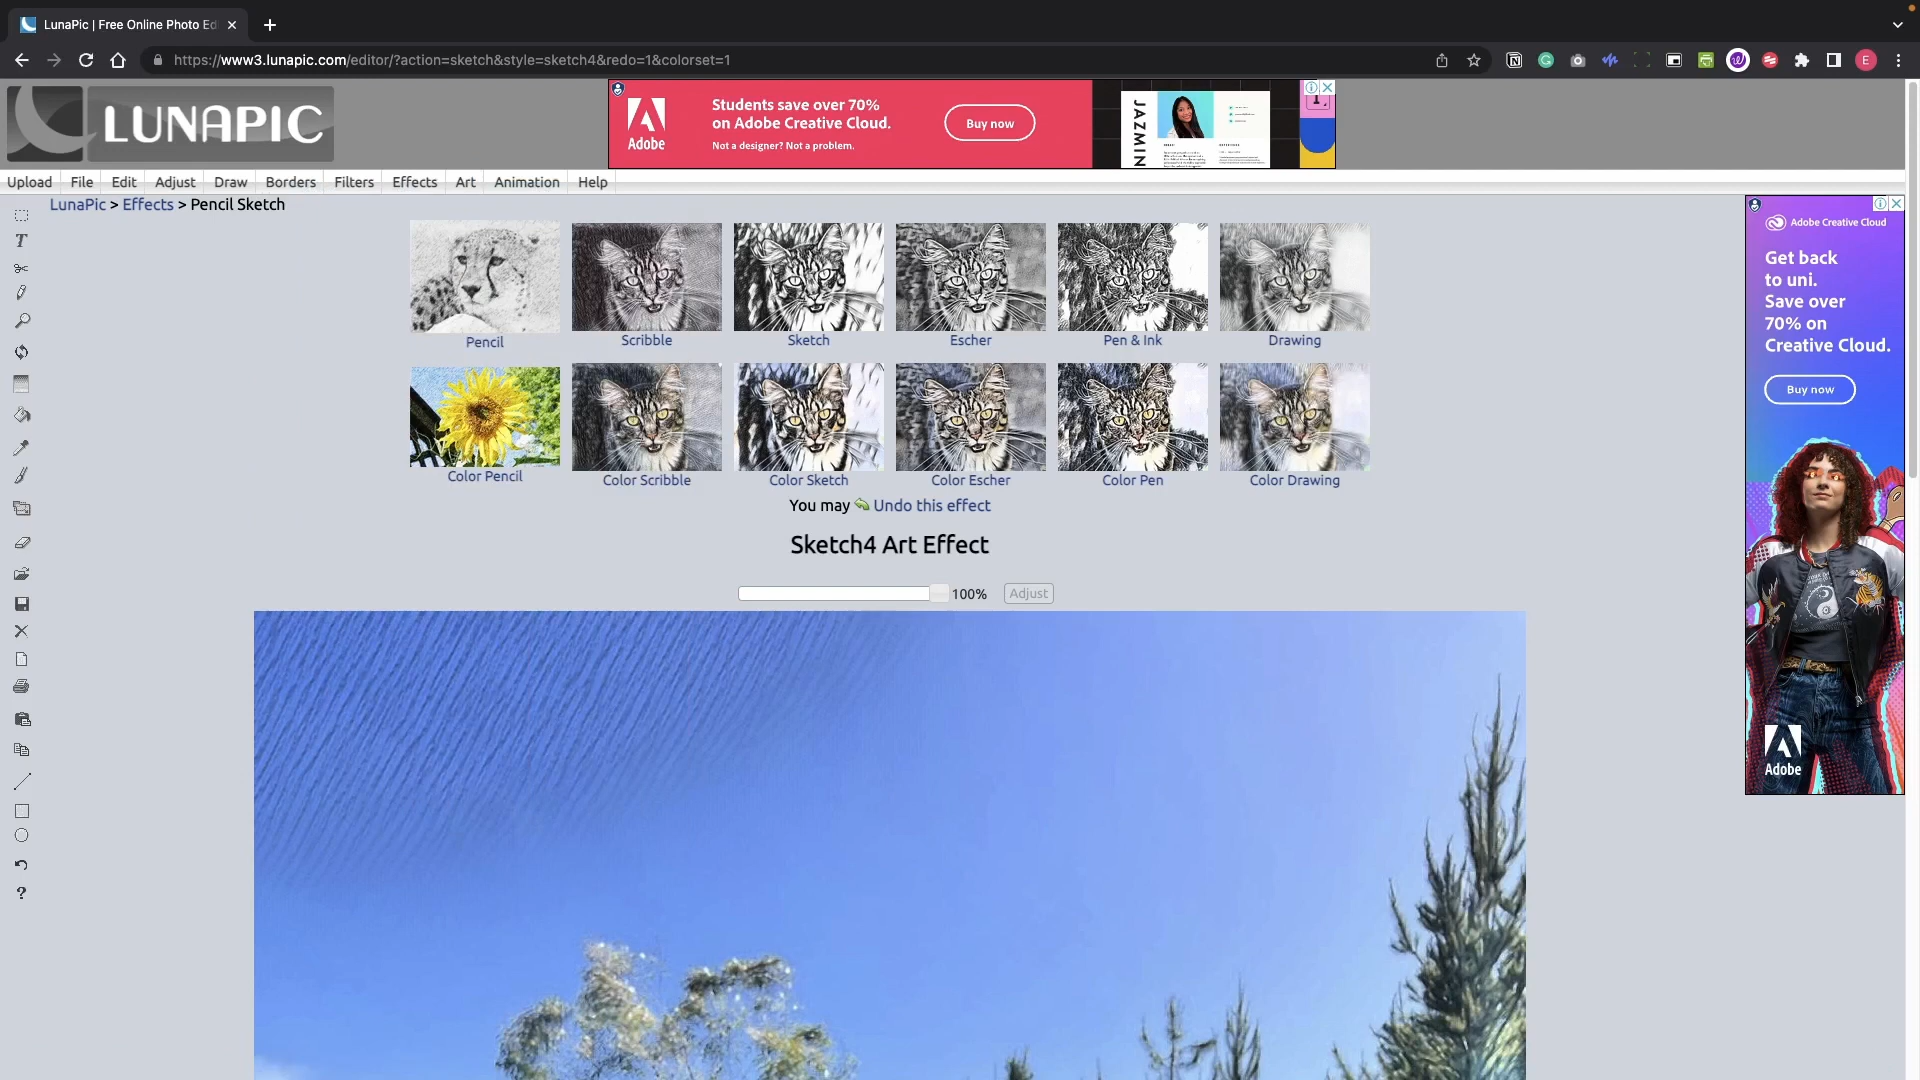 LunaPic | Free Online Photo Ed
https://www3.lunapic.com/editor/?action=sketch&style=sketch4&redo=1&colorset=1
E
LUNAPIC
Adobe
Students save over 70%
on Adobe Creative Cloud.
Not a designer? Not a problem.
Buy now
JAZMIN
Upload File Edit Adjust Draw Borders Filters Effects Art Animation Help
LunaPic > Effects > Pencil Sketch
Pencil Scribble Sketch Escher Pen & Ink Drawing
Color Pencil Color Scribble Color Sketch Color Escher Color Pen Color Drawing
You may Undo this effect
Sketch4 Art Effect
100% Adjust
Adobe Creative Cloud
Get back
to uni.
Save over
70% on
Creative Cloud.
Buy now
Adobe